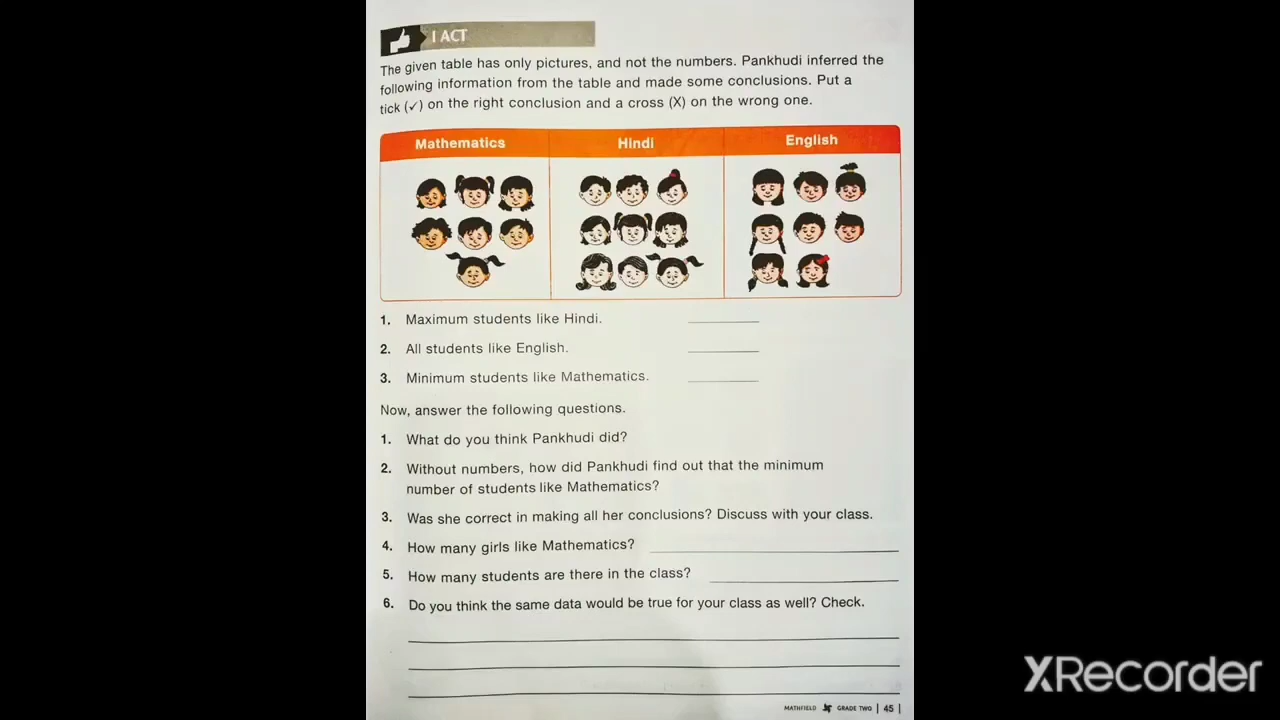 I ACT
The given table has only pictures, and not the numbers. Pankhudi inferred the
following information from the table and made some conclusions. Put a
tick (✓) on the right conclusion and a cross (X) on the wrong one.
Mathematics Hindi English
1. Maximum students like Hindi. ________
2. All students like English. ________
3. Minimum students like Mathematics. ________
Now, answer the following questions.
1. What do you think Pankhudi did?
2. Without numbers, how did Pankhudi find out that the minimum
number of students like Mathematics?
3. Was she correct in making all her conclusions? Discuss with your class.
4. How many girls like Mathematics? ________
5. How many students are there in the class? ________
6. Do you think the same data would be true for your class as well? Check.
MATHFIELD GRADE TWO | 45 |
XRecorder